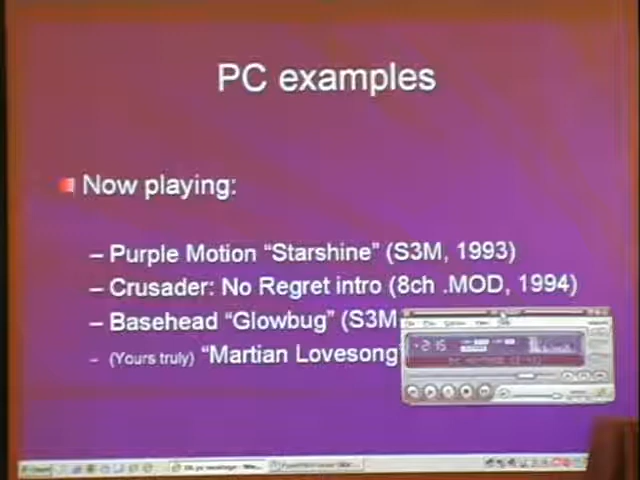 PC examples
Now playing:
– Purple Motion “Starshine” (S3M, 1993)
– Crusader: No Regret intro (8ch .MOD, 1994)
– Basehead “Glowbug” (S3M
– (Yours truly) “Martian Lovesong